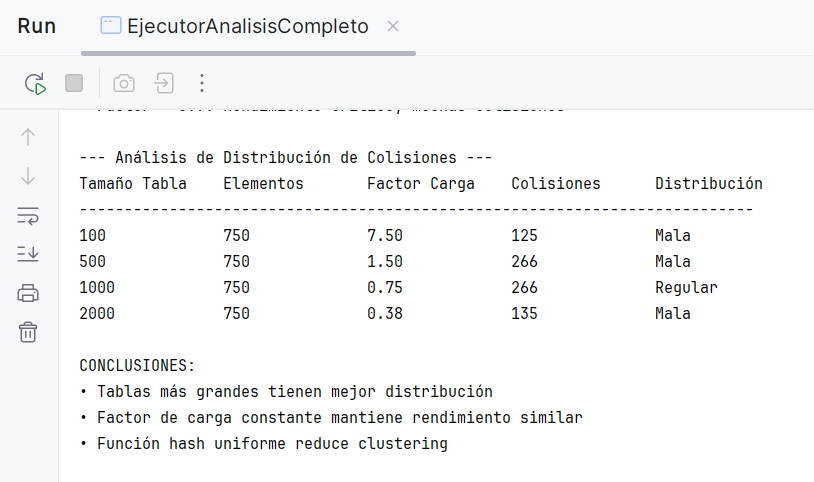 Run EjecutorAnalisisCompleto
--- Análisis de Distribución de Colisiones ---
Tamaño Tabla Elementos Factor Carga Colisiones Distribución
---------------------------------------------------------------------------
100 750 7.50 125 Mala
500 750 1.50 266 Mala
1000 750 0.75 266 Regular
2000 750 0.38 135 Mala
CONCLUSIONES:
• Tablas más grandes tienen mejor distribución
• Factor de carga constante mantiene rendimiento similar
• Función hash uniforme reduce clustering